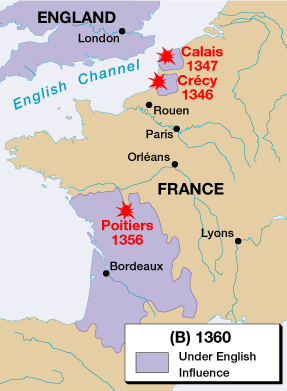 ENGLAND
London
English Channel
Calais
1347
Crécy
1346
Rouen
Paris
Orléans
FRANCE
Poitiers
1356
Lyons
Bordeaux
(B) 1360
Under English
Influence